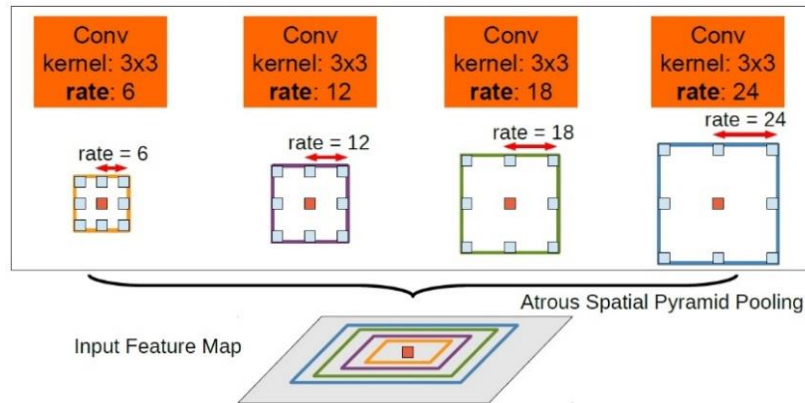 Conv
kernel: 3x3
rate: 6
Conv
kernel: 3x3
rate: 12
Conv
kernel: 3x3
rate: 18
Conv
kernel: 3x3
rate: 24
rate = 6
rate = 12
rate = 18
rate = 24
Atrous Spatial Pyramid Pooling
Input Feature Map